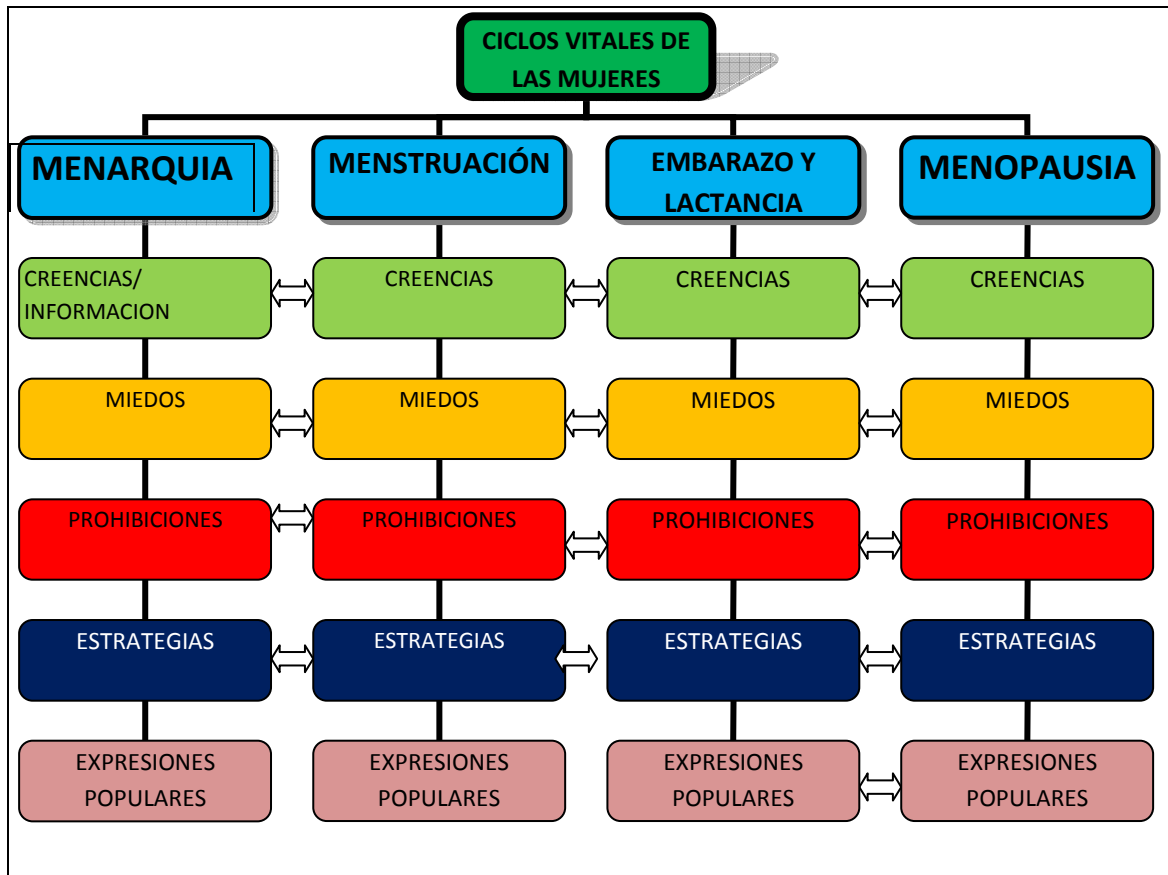 CICLOS VITALES DE
LAS MUJERES
MENARQUIA
MENSTRUACIÓN
EMBARAZO Y
LACTANCIA
MENOPAUSIA
CREENCIAS/
INFORMACION
CREENCIAS
CREENCIAS
CREENCIAS
MIEDOS
MIEDOS
MIEDOS
MIEDOS
PROHIBICIONES
PROHIBICIONES
PROHIBICIONES
PROHIBICIONES
ESTRATEGIAS
ESTRATEGIAS
ESTRATEGIAS
ESTRATEGIAS
EXPRESIONES
POPULARES
EXPRESIONES
POPULARES
EXPRESIONES
POPULARES
EXPRESIONES
POPULARES